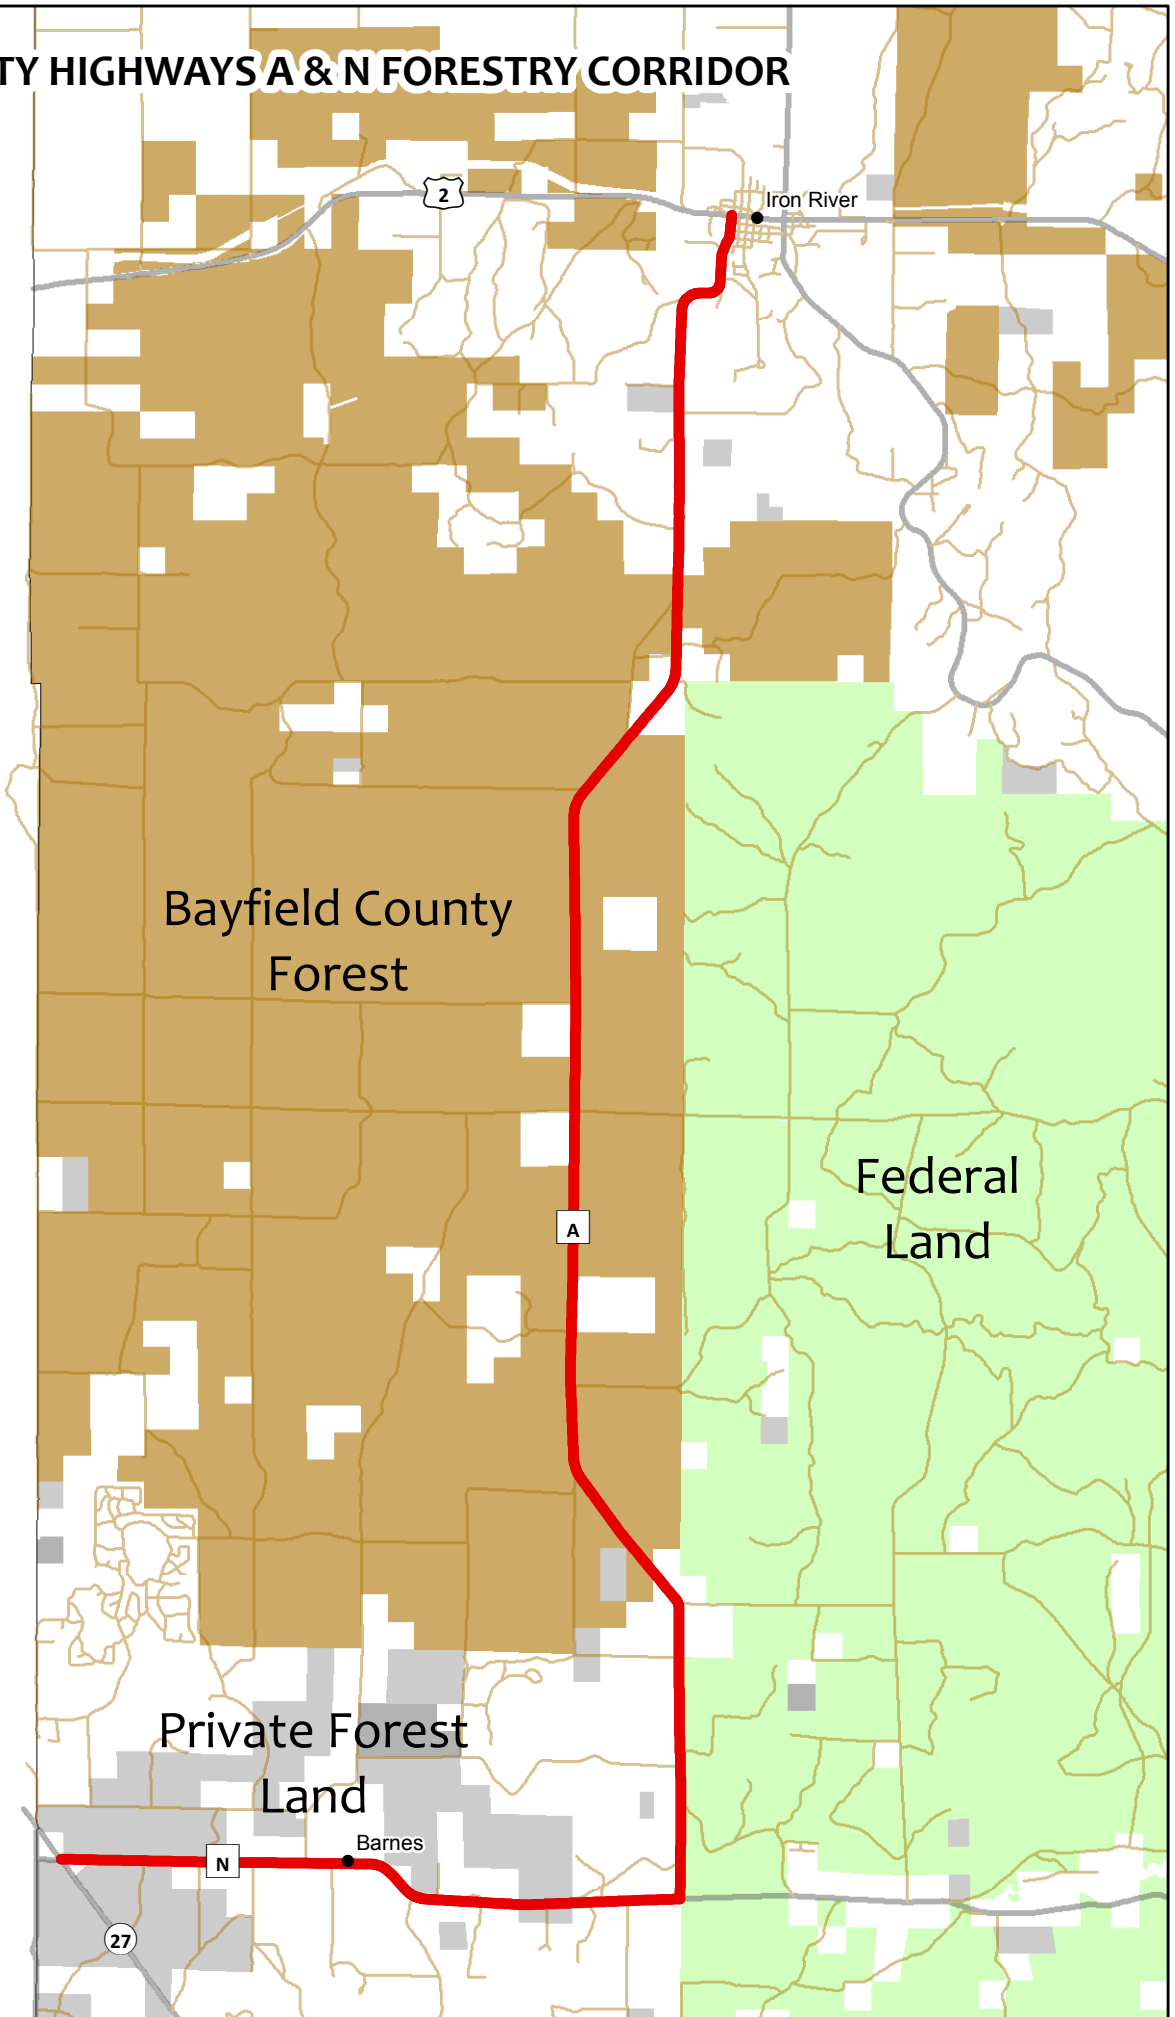 TY HIGHWAYS A & N FORESTRY CORRIDOR
2
Iron River
Bayfield County
Forest
Federal
Land
A
Private Forest
Land
Barnes
N
27